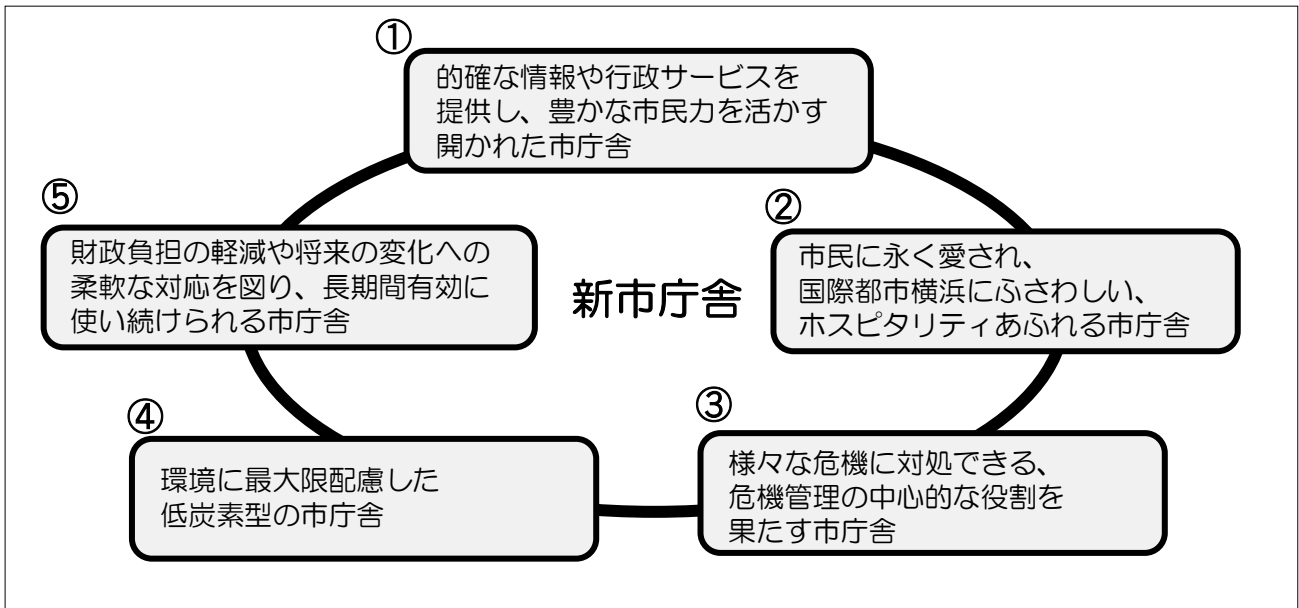 ①
的確な情報や行政サービスを
提供し、豊かな市民力を活かす
開かれた市庁舎
②
市民に永く愛され、
国際都市横浜にふさわしい、
ホスピタリティあふれる市庁舎
③
様々な危機に対処できる、
危機管理の中心的な役割を
果たす市庁舎
④
環境に最大限配慮した
低炭素型の市庁舎
⑤
財政負担の軽減や将来の変化への
柔軟な対応を図り、長期間有効に
使い続けられる市庁舎
新市庁舎